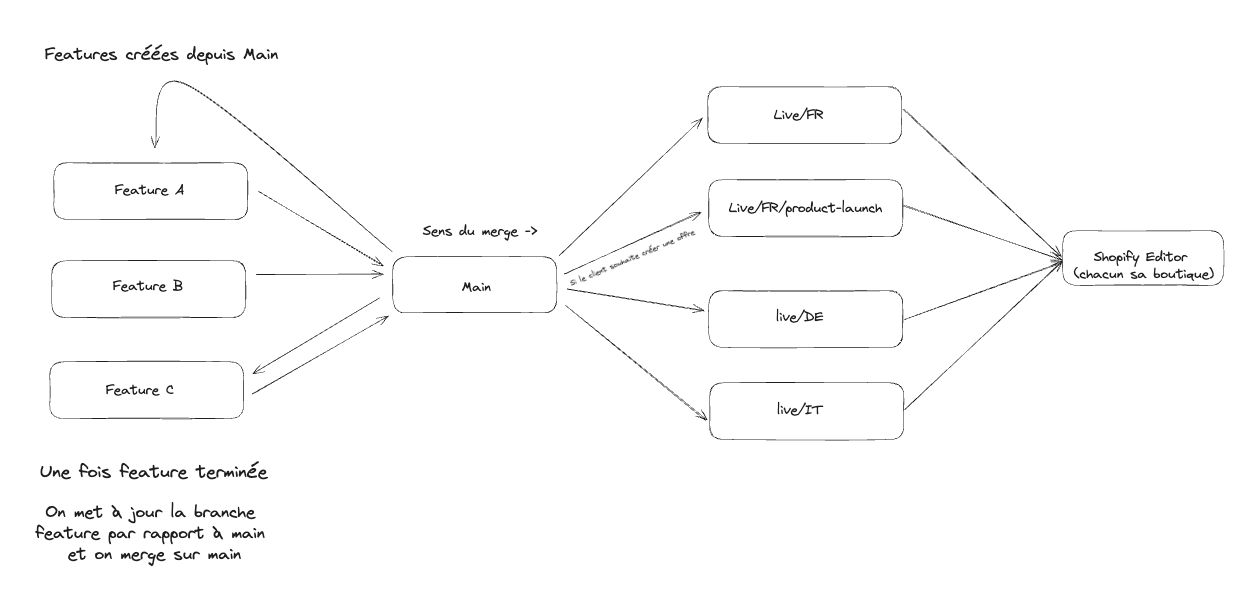 Features créées depuis Main
Feature A
Feature B
Feature C
Une fois feature terminée
On met à jour la branche
feature par rapport à main
et on merge sur main
Sens du merge ->
Main
Si le client souhaite créer une offre
Live/FR
Live/FR/product-launch
live/DE
live/IT
Shopify Editor
(chacun sa boutique)